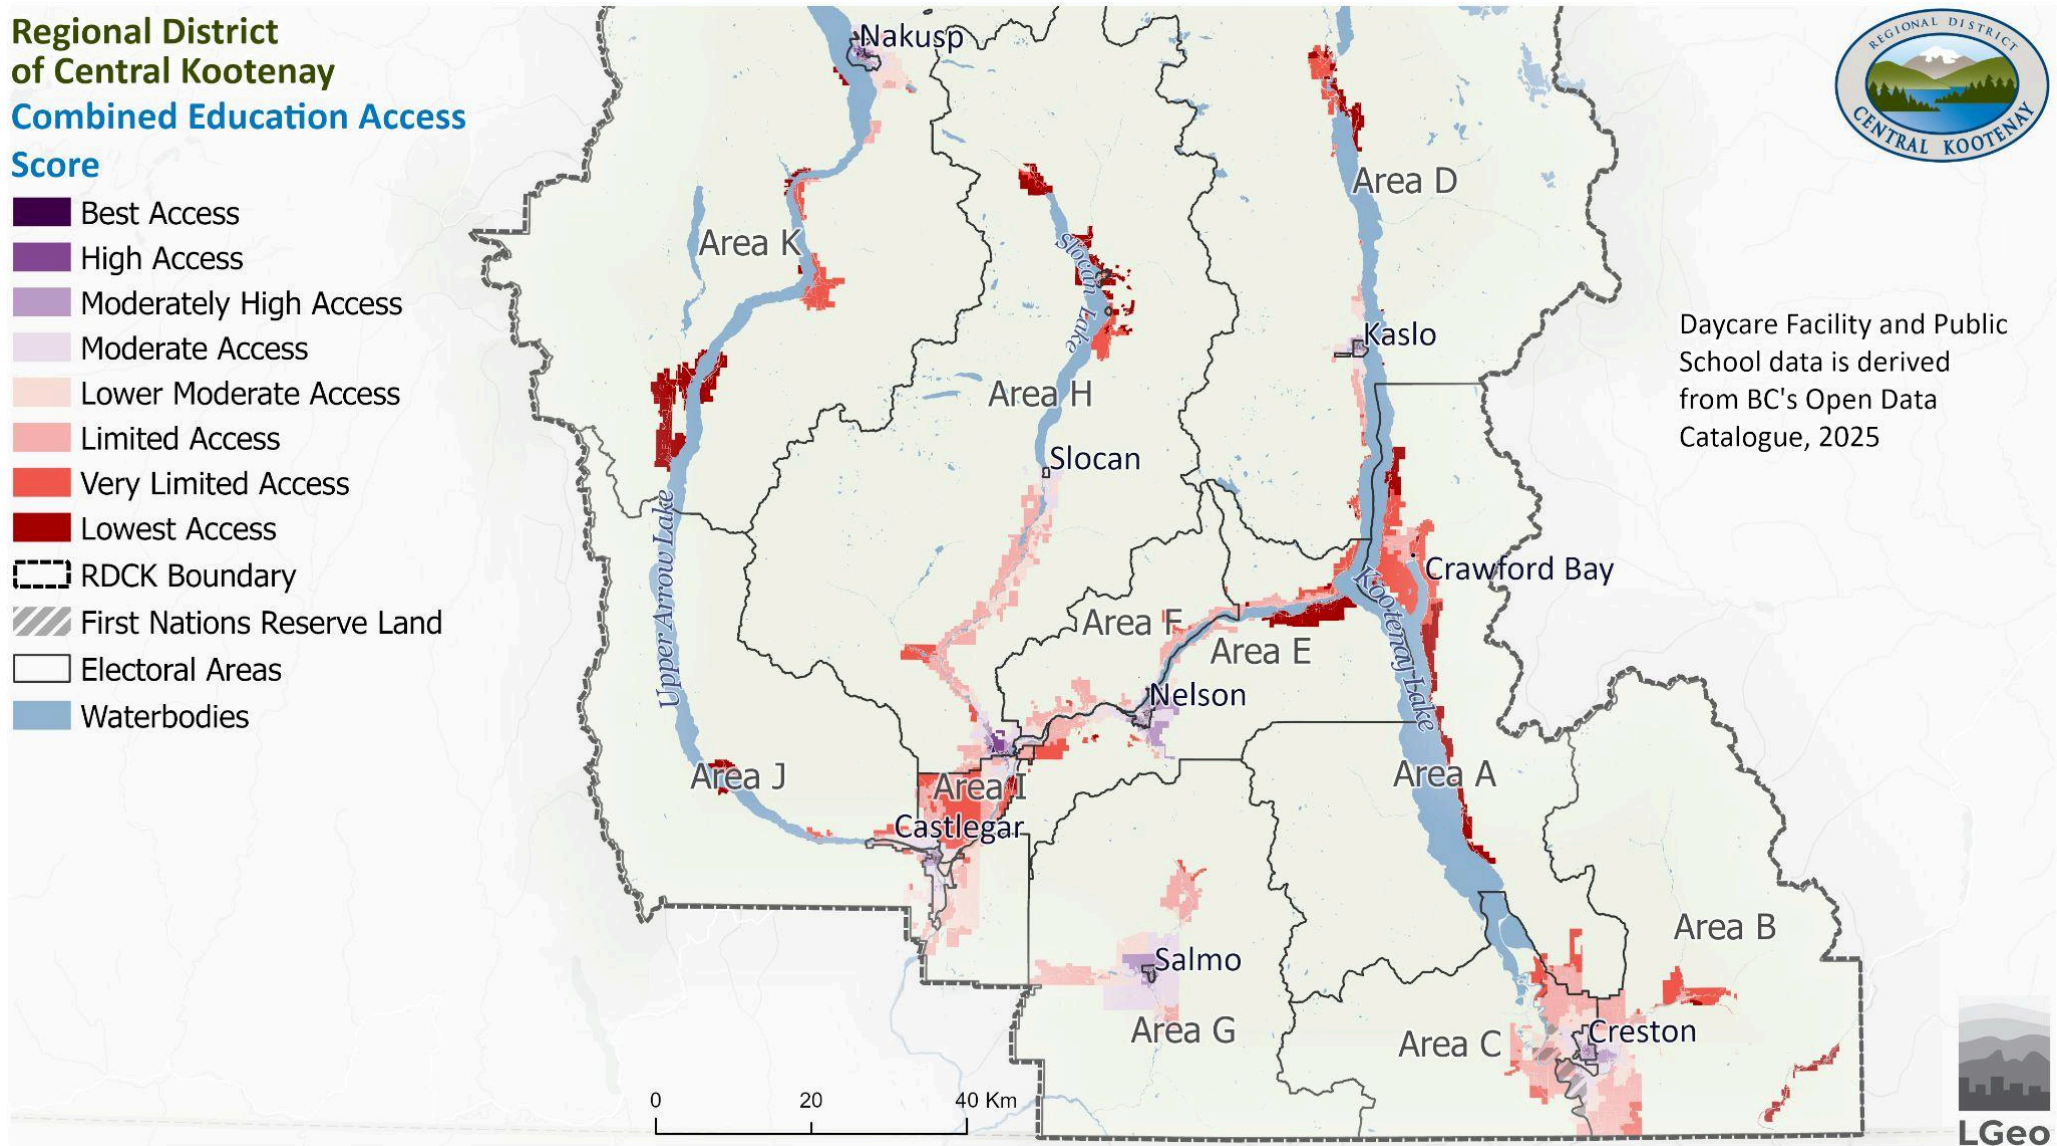 Regional District
of Central Kootenay
Combined Education Access
Score
Best Access
High Access
Moderately High Access
Moderate Access
Lower Moderate Access
Limited Access
Very Limited Access
Lowest Access
RDCK Boundary
First Nations Reserve Land
Electoral Areas
Waterbodies
Nakusp
Area D
Area K
Slocan Lake
Kaslo
Area H
Slocan
Upper Arrow Lake
Crawford Bay
Kootenay Lake
Area F
Area E
Nelson
Area J
Area I
Area A
Castlegar
Area B
Salmo
Area G
Area C
Creston
0 20 40 Km
REGIONAL DISTRICT
CENTRAL KOOTENAY
Daycare Facility and Public
School data is derived
from BC's Open Data
Catalogue, 2025
LGeo